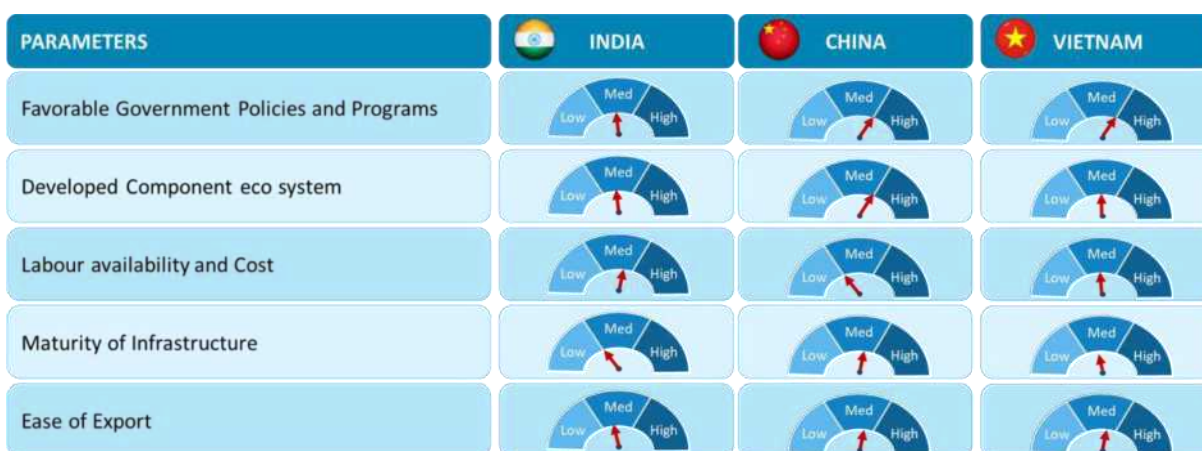 PARAMETERS INDIA CHINA VIETNAM
Favorable Government Policies and Programs Low Med High Low Med High Low Med High
Developed Component eco system Low Med High Low Med High Low Med High
Labour availability and Cost Low Med High Low Med High Low Med High
Maturity of Infrastructure Low Med High Low Med High Low Med High
Ease of Export Low Med High Low Med High Low Med High